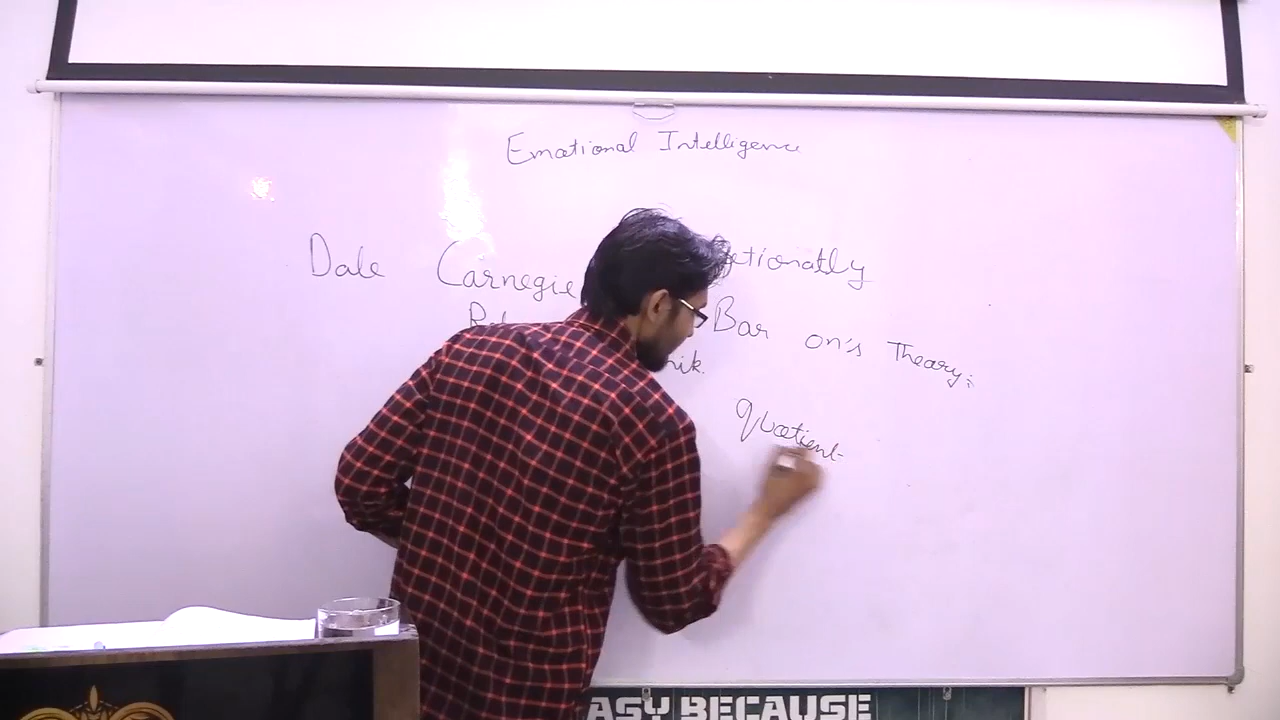 Emotional Intelligence
Dale Carnegie
Bar on's Theory:
Quotient
ASY BECAUSE